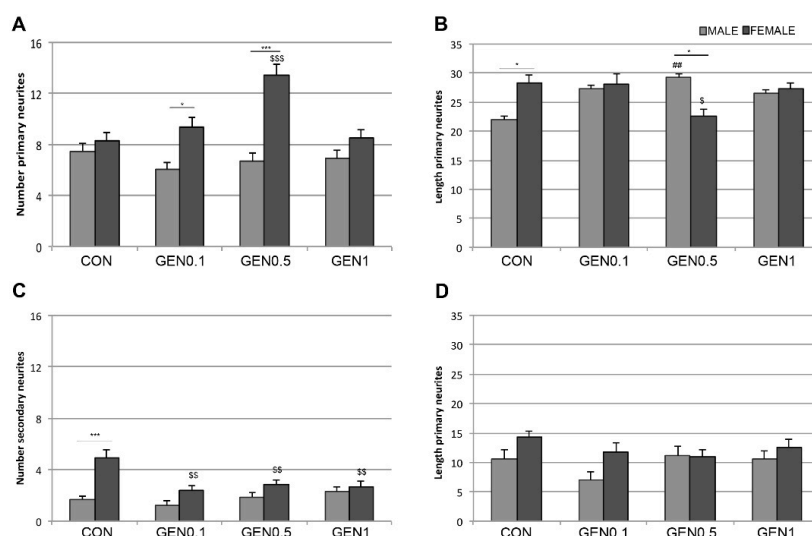 A
Number primary neurites
16
12
8
4
0
***
$$$
*
CON GEN0.1 GEN0.5 GEN1
B
MALE FEMALE
Length primary neurites
35
30
25
20
15
10
5
0
*
##
*
$
CON GEN0.1 GEN0.5 GEN1
C
Number secondary neurites
16
12
8
4
0
***
$$
$$
$$
CON GEN0.1 GEN0.5 GEN1
D
Length primary neurites
35
30
25
20
15
10
5
0
CON GEN0.1 GEN0.5 GEN1